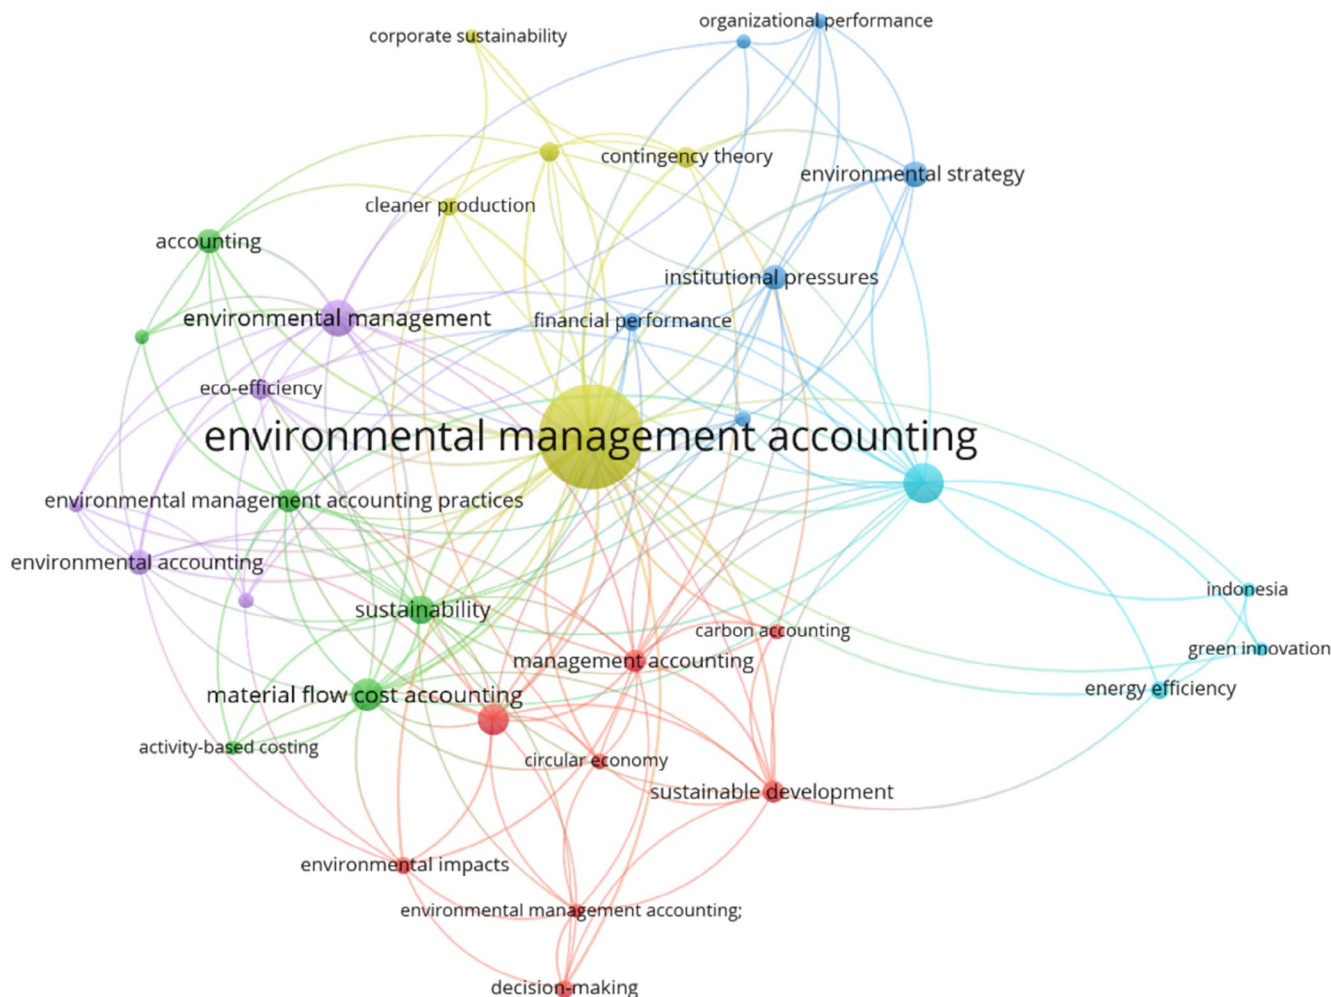 organizational performance
corporate sustainability
contingency theory
environmental strategy
cleaner production
accounting
institutional pressures
environmental management
financial performance
eco-efficiency
environmental management accounting
environmental management accounting practices
environmental accounting
indonesia
sustainability
carbon accounting
green innovation
management accounting
energy efficiency
material flow cost accounting
activity-based costing
circular economy
sustainable development
environmental impacts
environmental management accounting;
decision-making